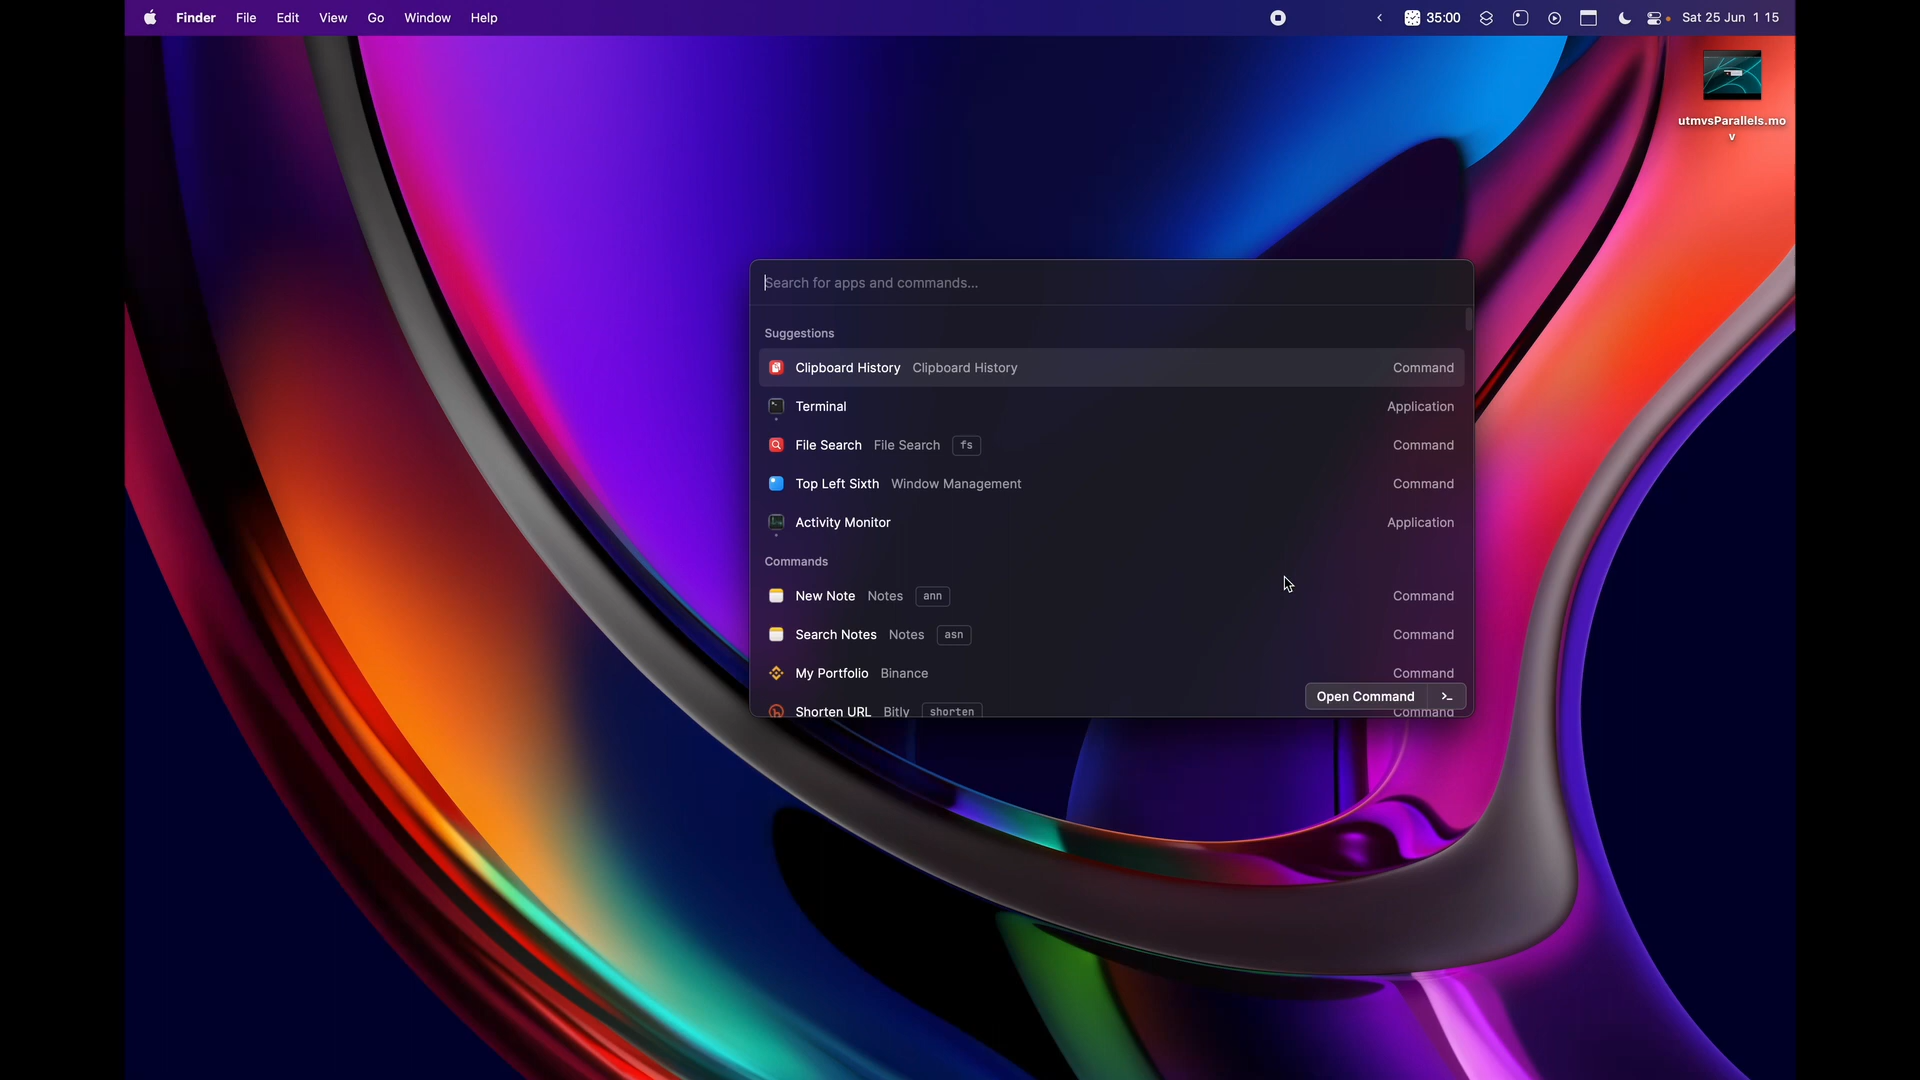 Finder File Edit View Go Window Help 35:00 Sat 25 Jun 1 15
utmvsParallels.mo
v
Search for apps and commands...
Suggestions
Clipboard History Clipboard History Command
Terminal Application
File Search File Search fs Command
Top Left Sixth Window Management Command
Activity Monitor Application
Commands
New Note Notes ann Command
Search Notes Notes asn Command
My Portfolio Binance Command
Open Command
Shorten URL Bitly shorten Command